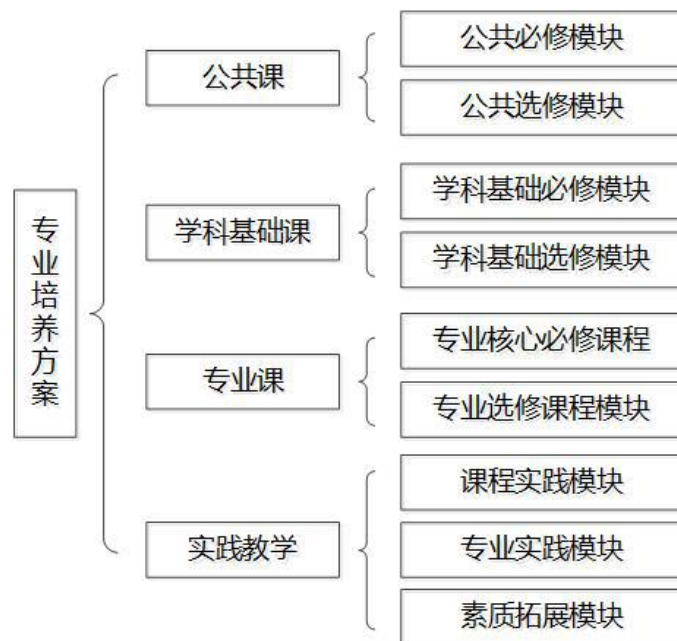 专业培养方案
公共课
公共必修模块
公共选修模块
学科基础课
学科基础必修模块
学科基础选修模块
专业课
专业核心必修课程
专业选修课程模块
实践教学
课程实践模块
专业实践模块
素质拓展模块